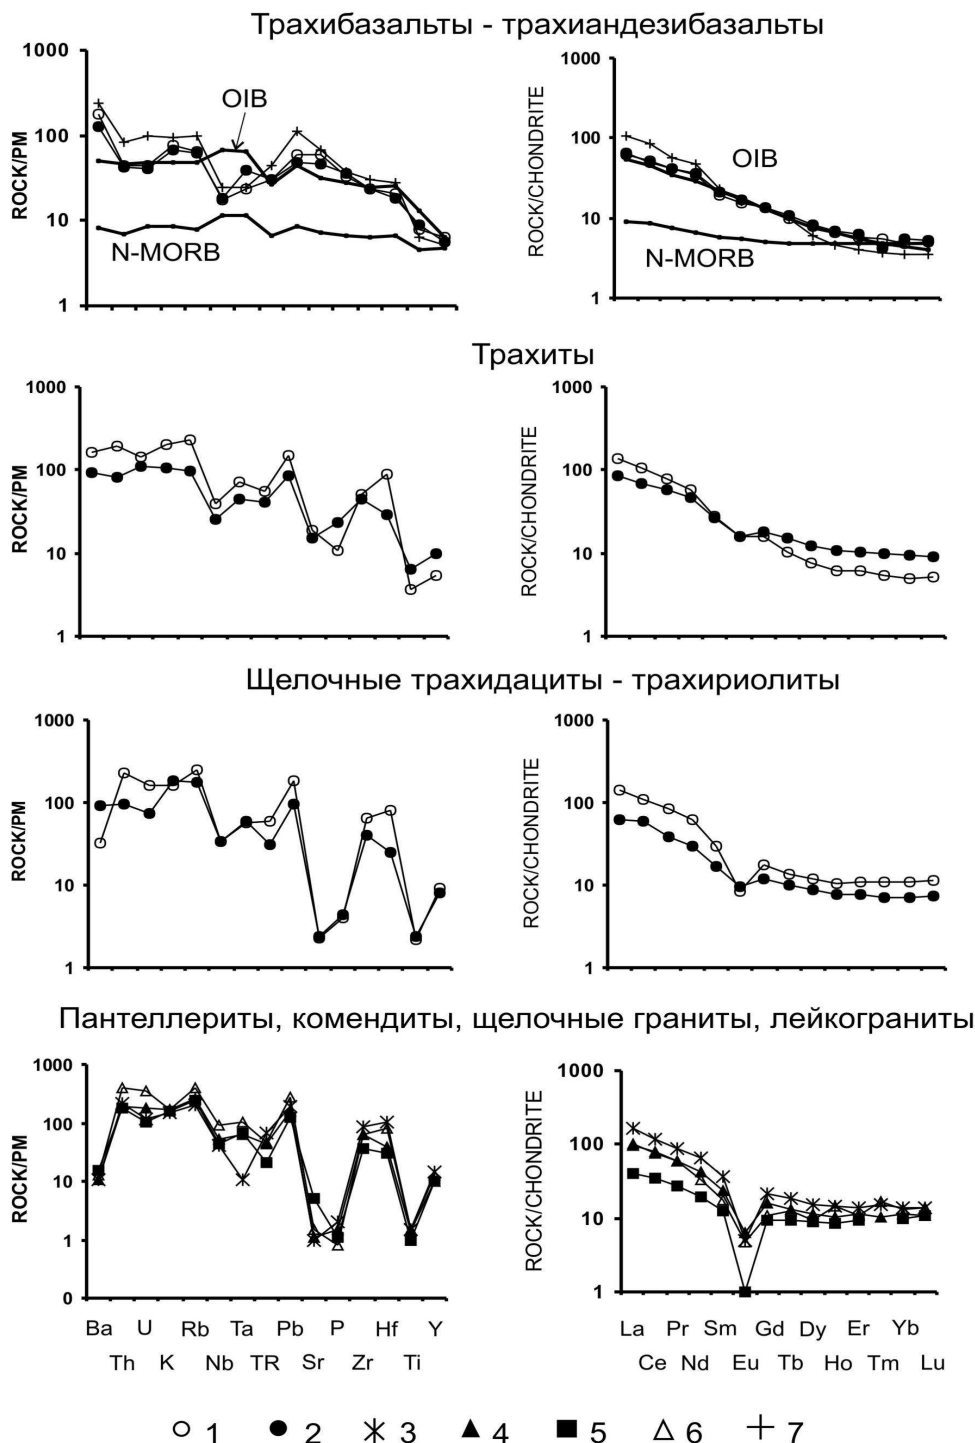 Трахибазальты - трахиандезибазальты
1000
100
10
1
ROCK/PM
OIB
N-MORB
1000
100
10
1
ROCK/CHONDRITE
OIB
N-MORB
Трахиты
1000
100
10
1
ROCK/PM
1000
100
10
1
ROCK/CHONDRITE
Щелочные трахидациты - трахириолиты
1000
100
10
1
ROCK/PM
1000
100
10
1
ROCK/CHONDRITE
Пантеллериты, комендиты, щелочные граниты, лейкограниты
1000
100
10
1
0
ROCK/PM
Ba U Rb Ta Pb P Hf Y
Th K Nb TR Sr Zr Ti
1000
100
10
1
ROCK/CHONDRITE
La Pr Sm Gd Dy Er Yb
Ce Nd Eu Tb Ho Tm Lu
1 2 3 4 5 6 7